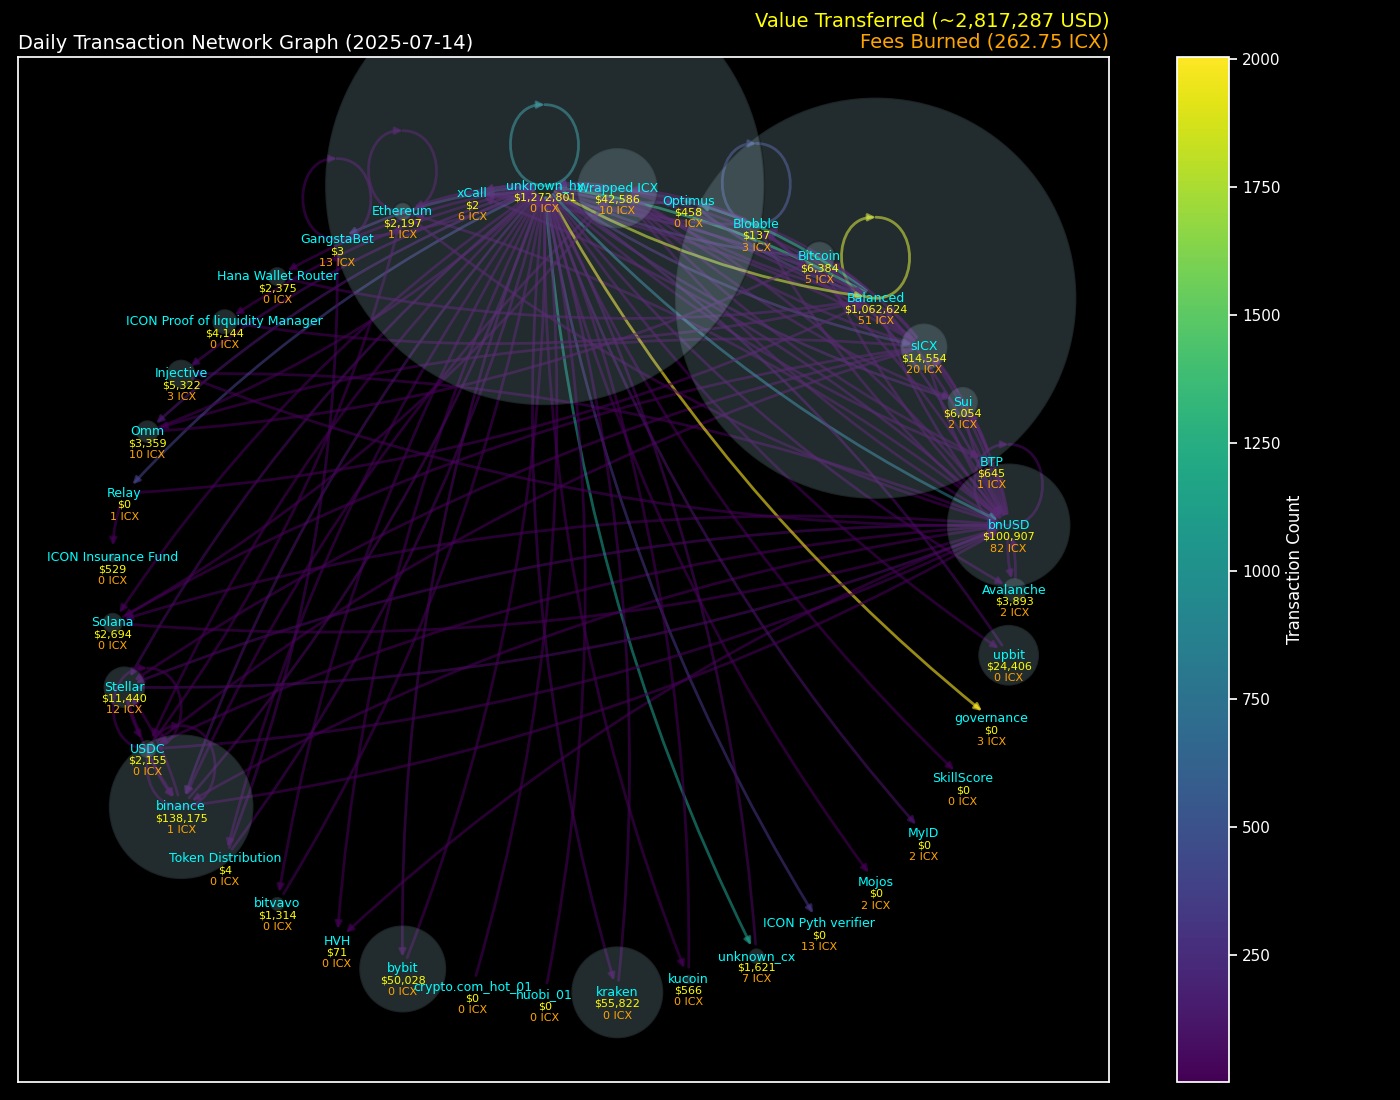 Value Transferred (~2,817,287 USD)
Daily Transaction Network Graph (2025-07-14)
Fees Burned (262.75 ICX)
unknown_hx
$1,272,801
0 ICX
Wrapped ICX
$42,586
10 ICX
xCall
$2
6 ICX
Optimus
$458
0 ICX
Ethereum
$2,197
1 ICX
Blobble
$137
3 ICX
GangstaBet
$3
13 ICX
Bitcoin
$6,384
5 ICX
Hana Wallet Router
$2,375
0 ICX
Balanced
$1,062,624
51 ICX
ICON Proof of liquidity Manager
$4,144
0 ICX
sICX
$14,554
20 ICX
Injective
$5,322
3 ICX
Sui
$6,054
2 ICX
Omm
$3,359
10 ICX
BTP
$645
1 ICX
Relay
$0
1 ICX
bnUSD
$100,907
82 ICX
ICON Insurance Fund
$529
0 ICX
Avalanche
$3,893
2 ICX
Solana
$2,694
0 ICX
upbit
$24,406
0 ICX
Stellar
$11,440
12 ICX
governance
$0
3 ICX
USDC
$2,155
0 ICX
SkillScore
$0
0 ICX
binance
$138,175
1 ICX
MyID
$0
2 ICX
Token Distribution
$4
0 ICX
Mojos
$0
2 ICX
bitvavo
$1,314
0 ICX
ICON Pyth verifier
$0
13 ICX
HVH
$71
0 ICX
unknown_cx
$1,621
7 ICX
bybit
$50,028
0 ICX
kucoin
$566
0 ICX
crypto.com_hot_01
$0
0 ICX
huobi_01
$0
0 ICX
kraken
$55,822
0 ICX
2000
1750
1500
1250
1000
750
500
250
Transaction Count